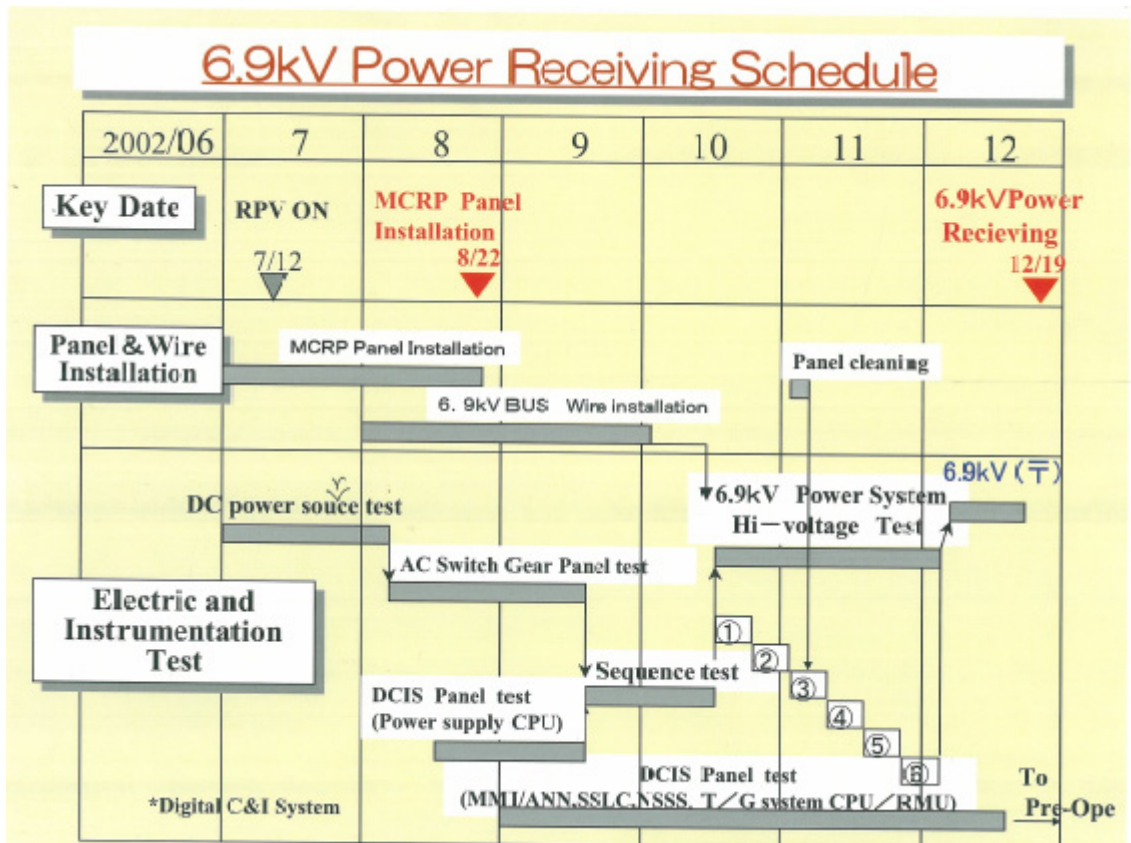 6.9kV Power Receiving Schedule
2002/06 7 8 9 10 11 12
Key Date
RPV ON
7/12
MCRP Panel
Installation
8/22
6.9kVPower
Recieving
12/19
Panel & Wire
Installation
MCRP Panel Installation
Panel cleaning
6. 9kV BUS Wire installation
6.9kV (〒)
DC power souce test
r
6.9kV Power System
Hi-voltage Test
AC Switch Gear Panel test
Electric and
Instrumentation
Test
①
②
Sequence test
③
DCIS Panel test
(Power supply CPU)
④
⑤
⑥
DCIS Panel test
(MMI/ANN,SSLC,NSSS, T/G system CPU/RMU)
To
Pre-Ope
*Digital C&I System